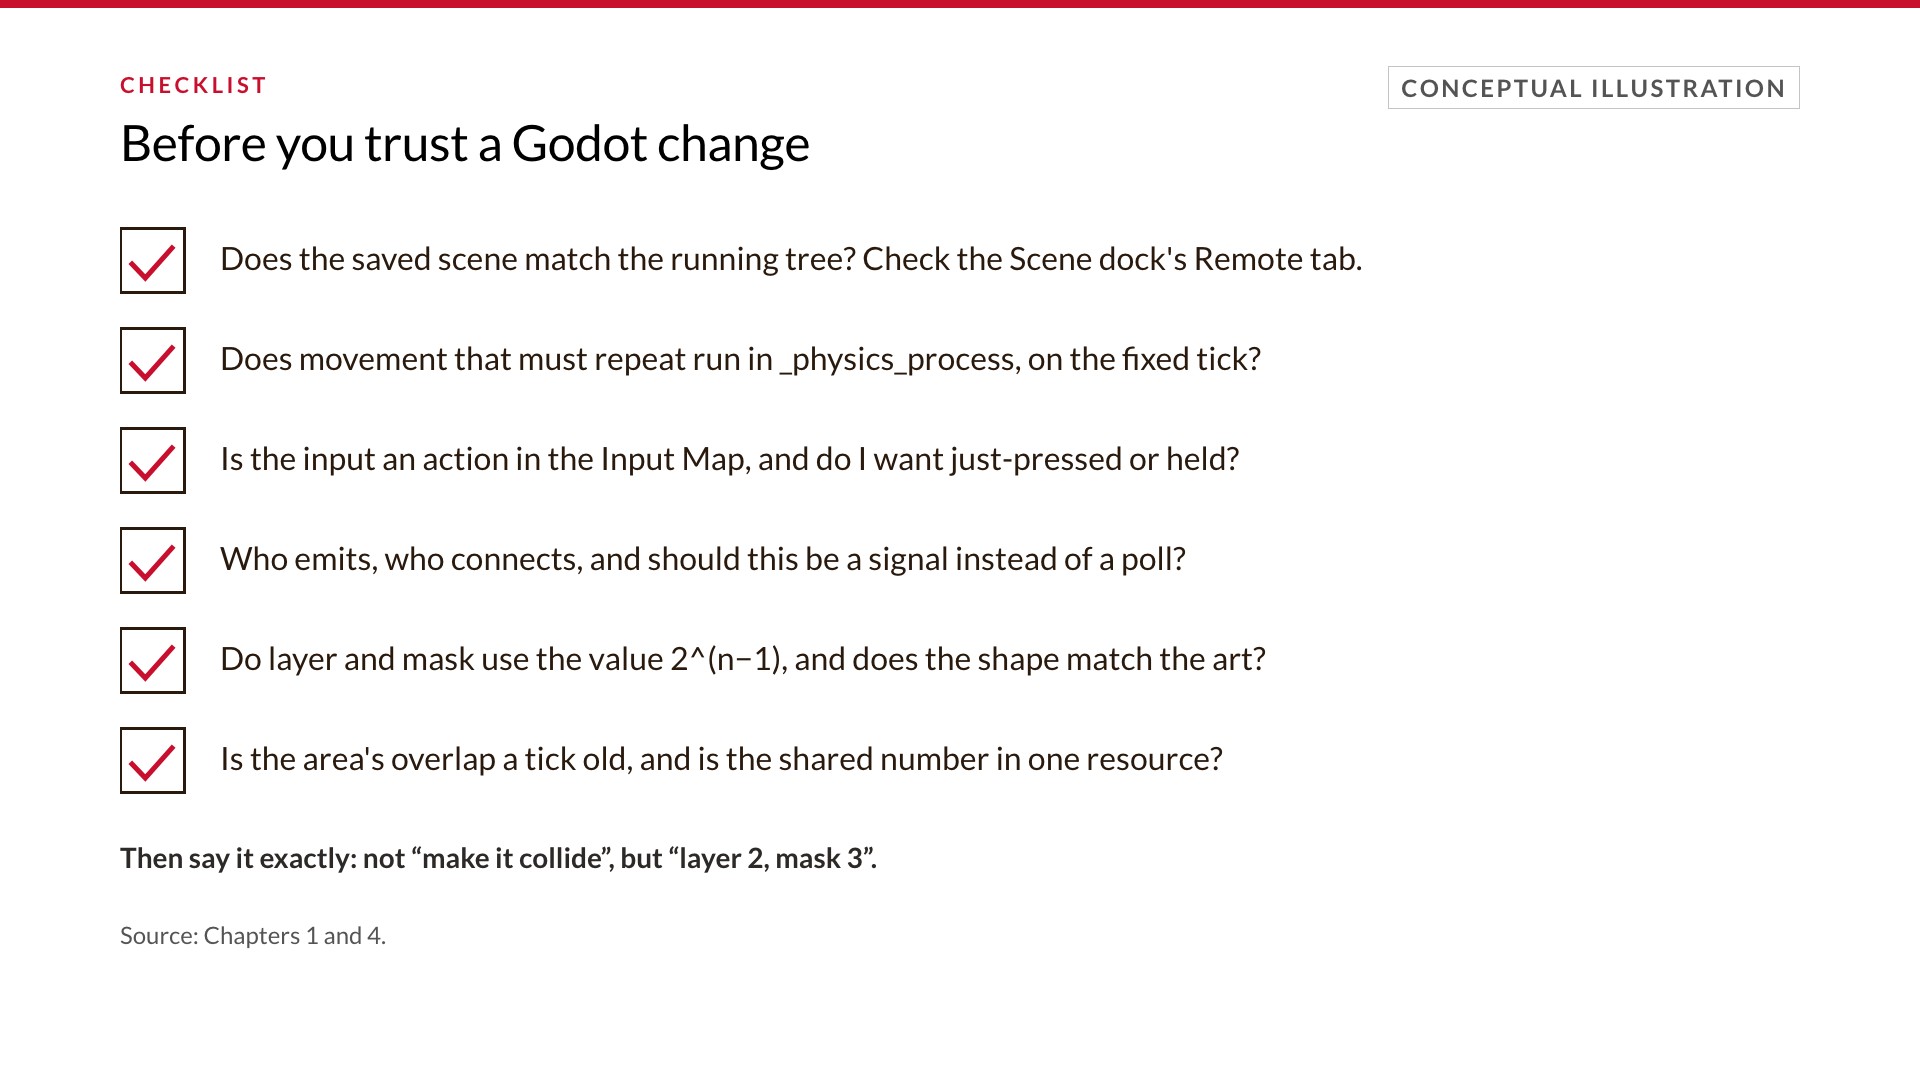 CHECKLIST
CONCEPTUAL ILLUSTRATION
Before you trust a Godot change
Does the saved scene match the running tree? Check the Scene dock's Remote tab.
Does movement that must repeat run in _physics_process, on the fixed tick?
Is the input an action in the Input Map, and do I want just-pressed or held?
Who emits, who connects, and should this be a signal instead of a poll?
Do layer and mask use the value 2^(n−1), and does the shape match the art?
Is the area's overlap a tick old, and is the shared number in one resource?
Then say it exactly: not “make it collide”, but “layer 2, mask 3”.
Source: Chapters 1 and 4.